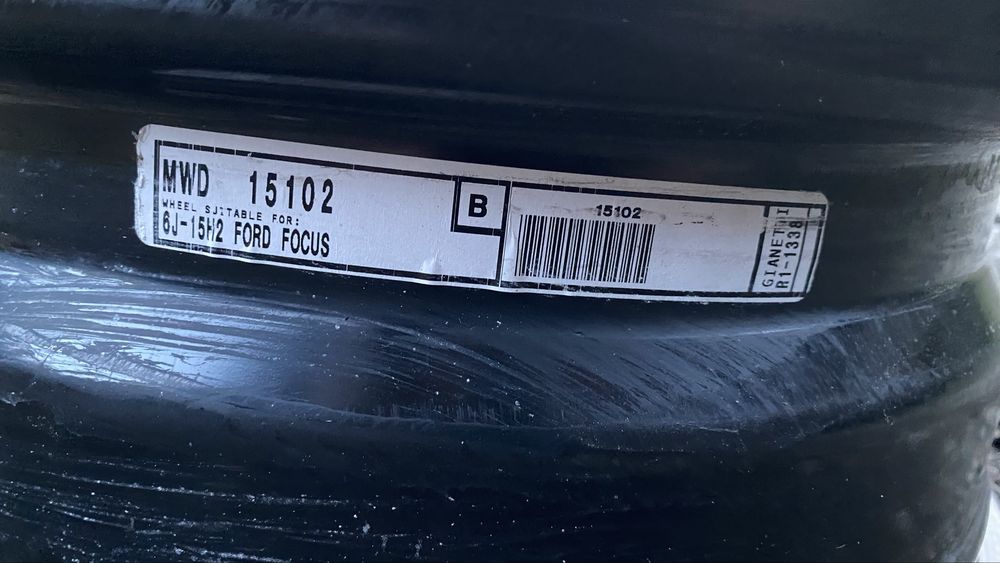 MWD 15102
WHEEL SUITABLE FOR:
6J-15H2 FORD FOCUS
B
15102
GIANETTI
R1-1338